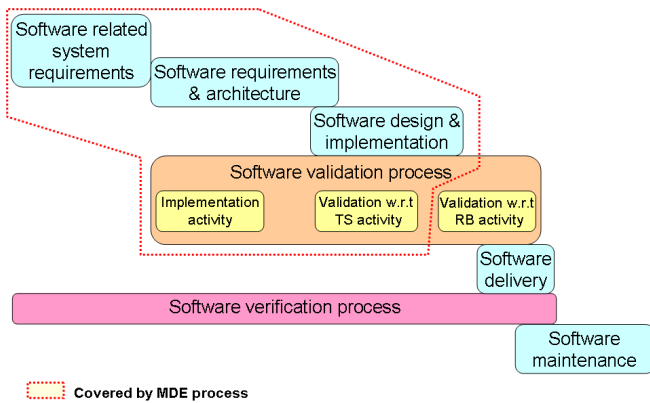 Software related
system
requirements
Software requirements
& architecture
Software design &
implementation
Software validation process
Implementation
activity
Validation w.r.t
TS activity
Validation w.r.t
RB activity
Software
delivery
Software verification process
Software
maintenance
Covered by MDE process